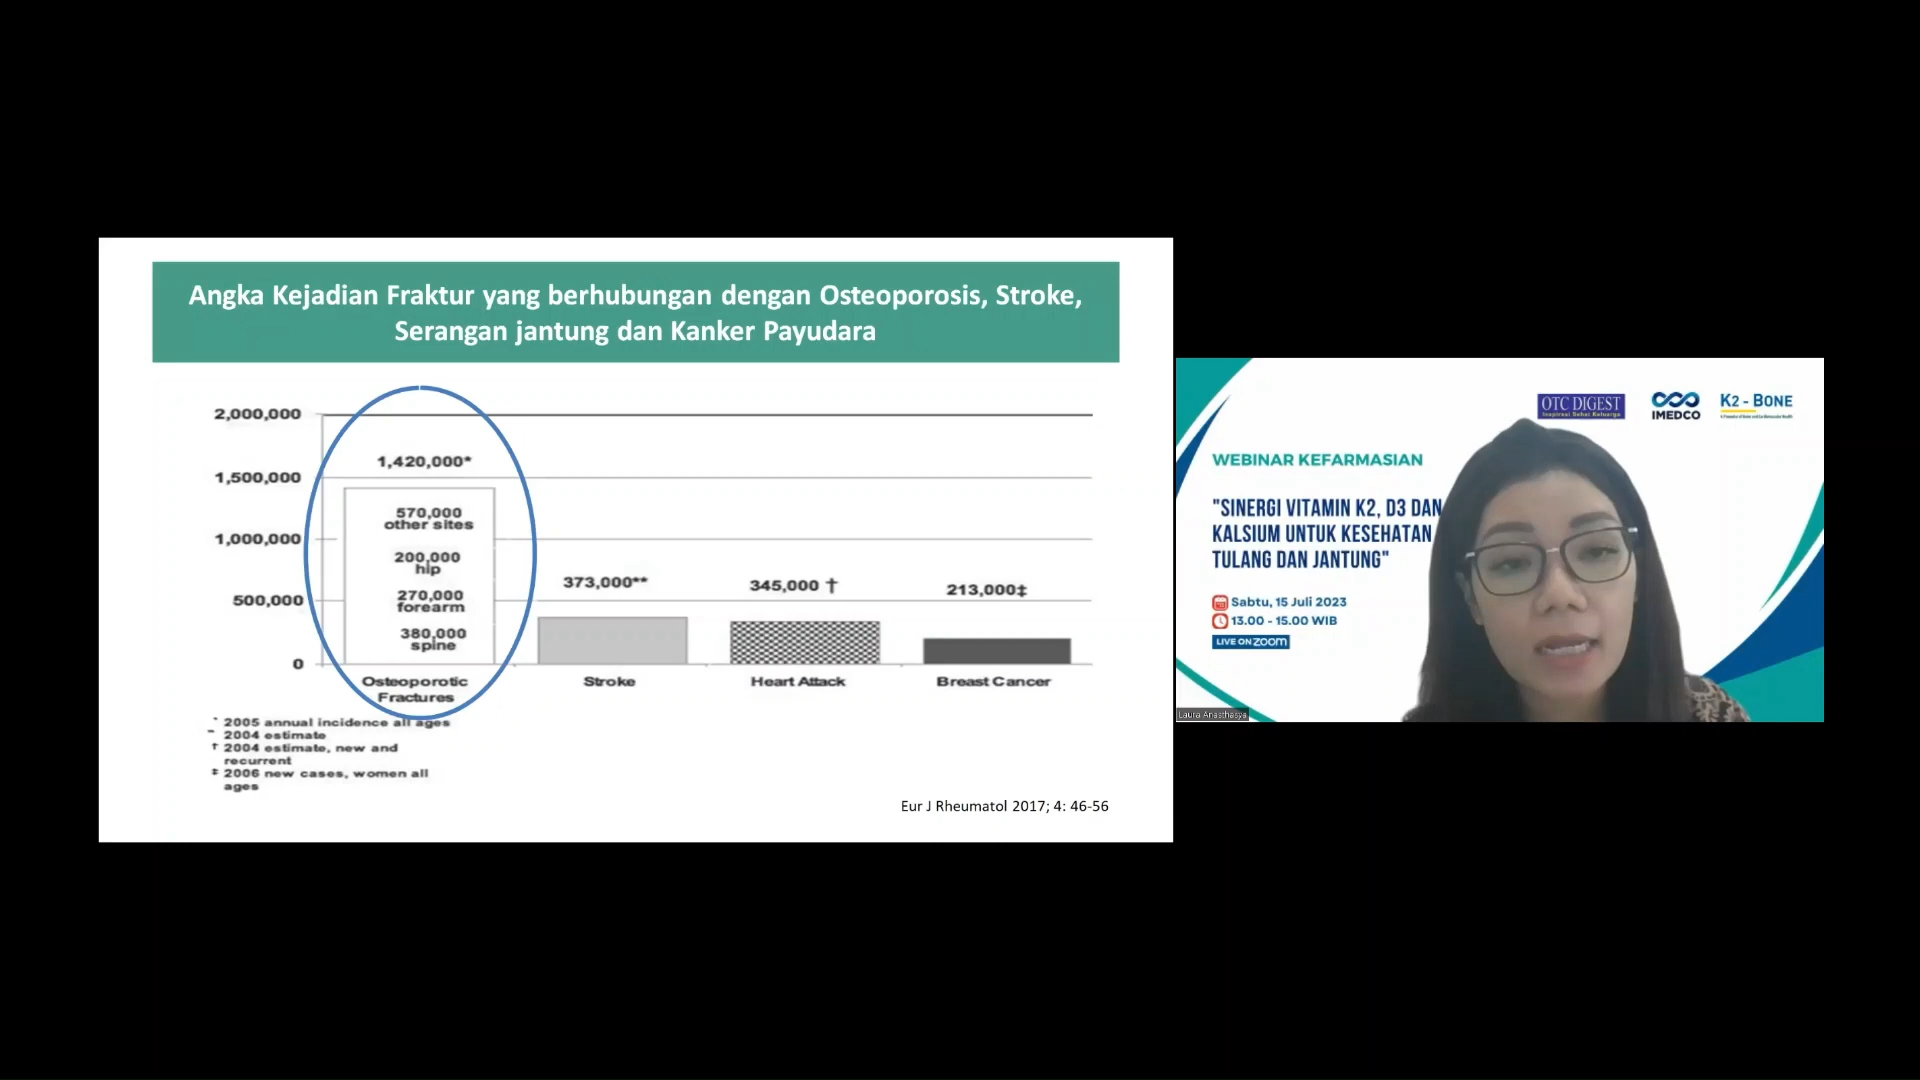 Angka Kejadian Fraktur yang berhubungan dengan Osteoporosis, Stroke,
Serangan jantung dan Kanker Payudara
2,000,000
1,500,000
1,000,000
500,000
0
1,420,000*
570,000
other sites
200,000
hip
270,000
forearm
380,000
spine
373,000**
345,000 †
213,000‡
Osteoporotic
Fractures
Stroke
Heart Attack
Breast Cancer
* 2005 annual incidence all ages
** 2004 estimate
† 2004 estimate, new and
recurrent
‡ 2006 new cases, women all
ages
Eur J Rheumatol 2017; 4: 46-56
OTC DIGEST
Inspirasi Sehat Keluarga
IMEDCO
K2 - BONE
WEBINAR KEFARMASIAN
"SINERGI VITAMIN K2, D3 DAN
KALSIUM UNTUK KESEHATAN
TULANG DAN JANTUNG"
Sabtu, 15 Juli 2023
13.00 - 15.00 WIB
LIVE ON zoom
Laura Anasthasya